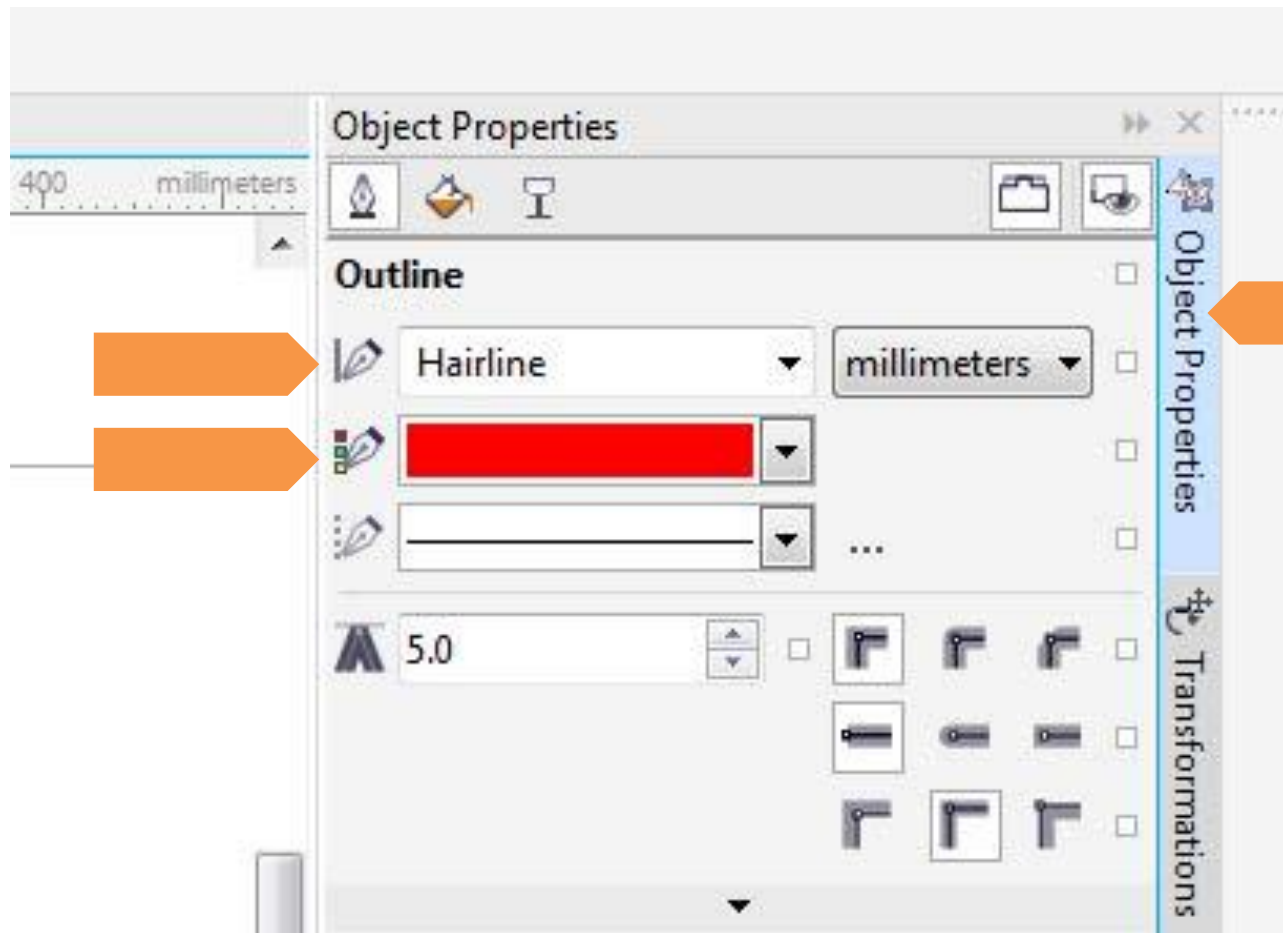 Object Properties
400 millimeters
Outline
Hairline millimeters
...
5.0
Object Properties
Transformations